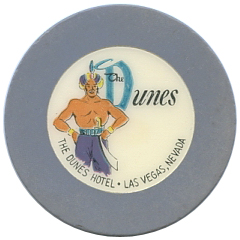 The
Dunes
THE DUNES HOTEL • LAS VEGAS, NEVADA